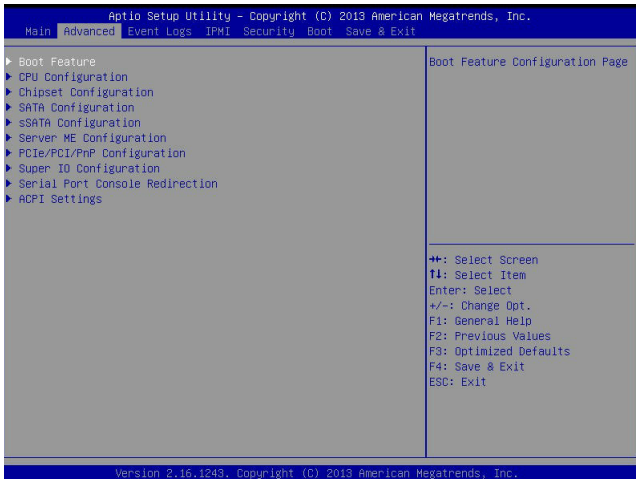 Aptio Setup Utility – Copyright (C) 2013 American Megatrends, Inc.
Main Advanced Event Logs IPMI Security Boot Save & Exit
Boot Feature
CPU Configuration
Chipset Configuration
SATA Configuration
sSATA Configuration
Server ME Configuration
PCIe/PCI/PnP Configuration
Super IO Configuration
Serial Port Console Redirection
ACPI Settings
Boot Feature Configuration Page
→←: Select Screen
↑↓: Select Item
Enter: Select
+/-: Change Opt.
F1: General Help
F2: Previous Values
F3: Optimized Defaults
F4: Save & Exit
ESC: Exit
Version 2.16.1243. Copyright (C) 2013 American Megatrends, Inc.